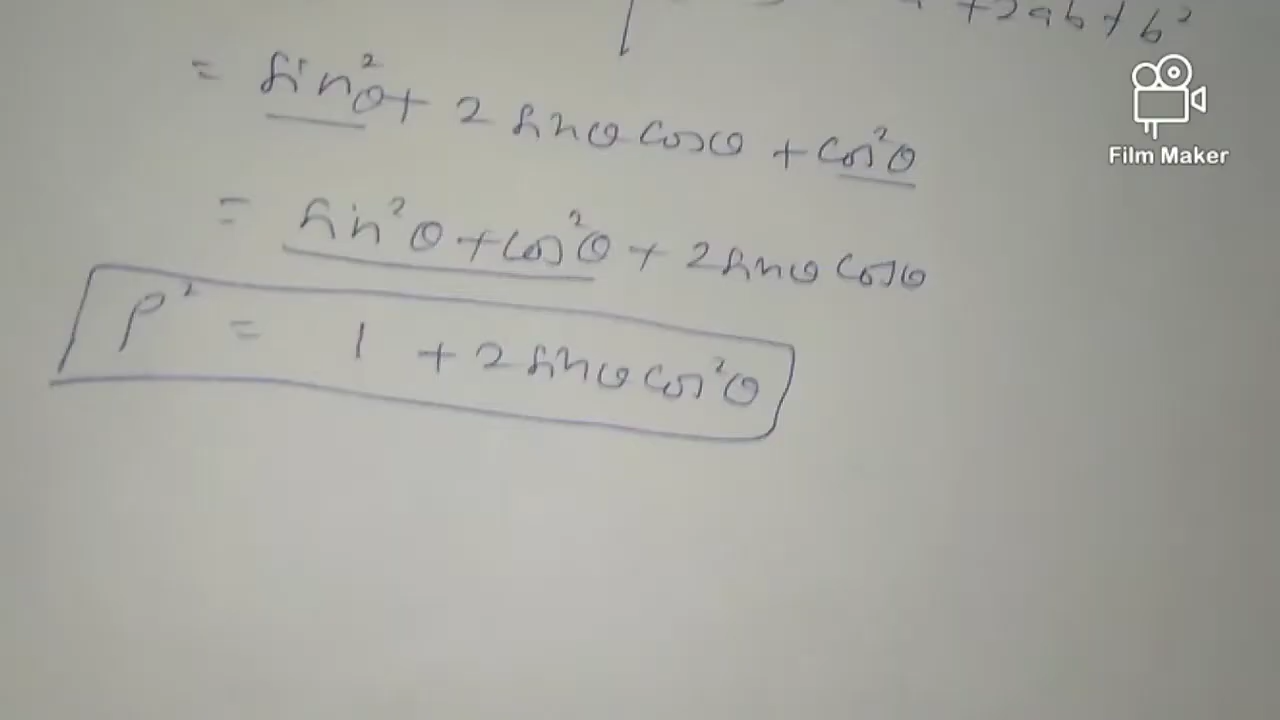 +2ab+b²
= sin²θ + 2 sinθ cosθ + cos²θ
= sin²θ + cos²θ + 2 sinθ cosθ
P² = 1 + 2 sinθ cos²θ
Film Maker